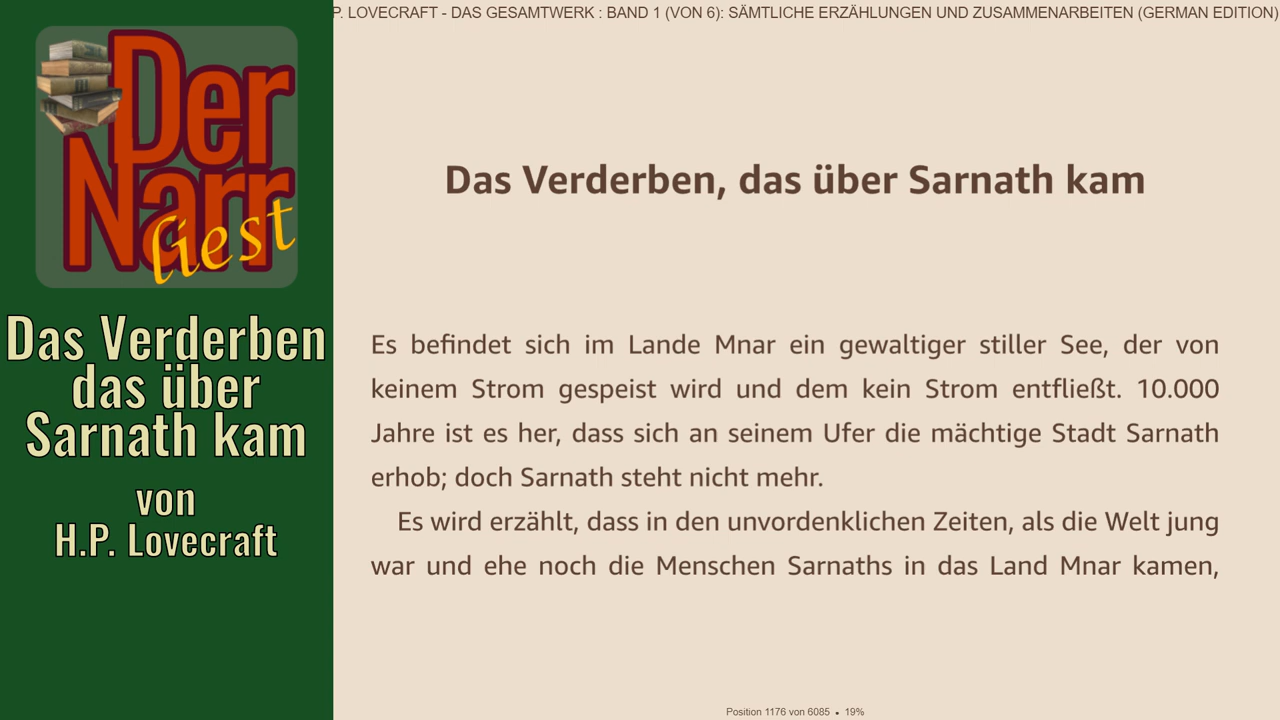 Der
Narr
liest
Das Verderben
das über
Sarnath kam
von
H.P. Lovecraft
P. LOVECRAFT - DAS GESAMTWERK : BAND 1 (VON 6): SÄMTLICHE ERZÄHLUNGEN UND ZUSAMMENARBEITEN (GERMAN EDITION)
Das Verderben, das über Sarnath kam
Es befindet sich im Lande Mnar ein gewaltiger stiller See, der von
keinem Strom gespeist wird und dem kein Strom entfließt. 10.000
Jahre ist es her, dass sich an seinem Ufer die mächtige Stadt Sarnath
erhob; doch Sarnath steht nicht mehr.
Es wird erzählt, dass in den unvordenklichen Zeiten, als die Welt jung
war und ehe noch die Menschen Sarnaths in das Land Mnar kamen,
Position 1176 von 6085 • 19%